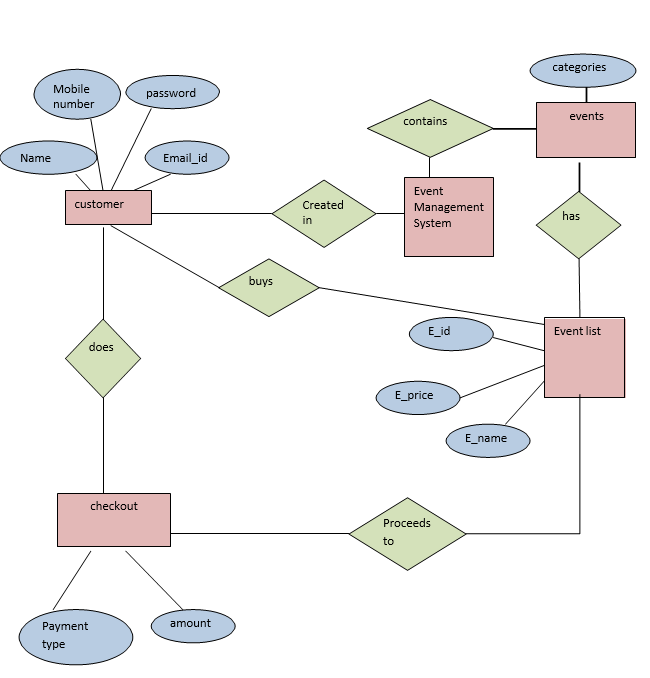 categories
Mobile
number
password
contains
events
Name
Email_id
customer
Created
in
Event
Management
System
has
buys
E_id
Event list
does
E_price
E_name
checkout
Proceeds
to
Payment
type
amount